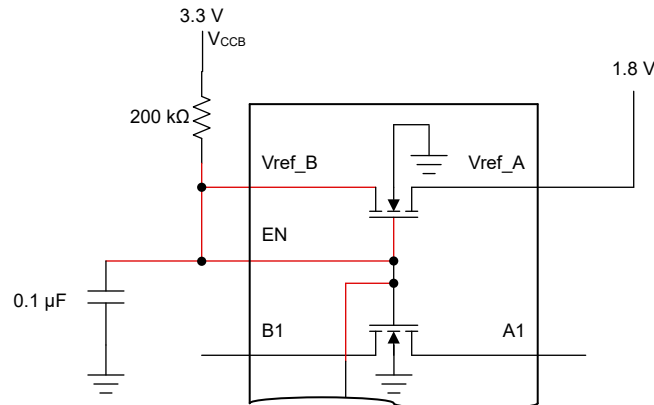 3.3 V
VCCB
1.8 V
200 kΩ
Vref_B
Vref_A
EN
0.1 µF
B1
A1